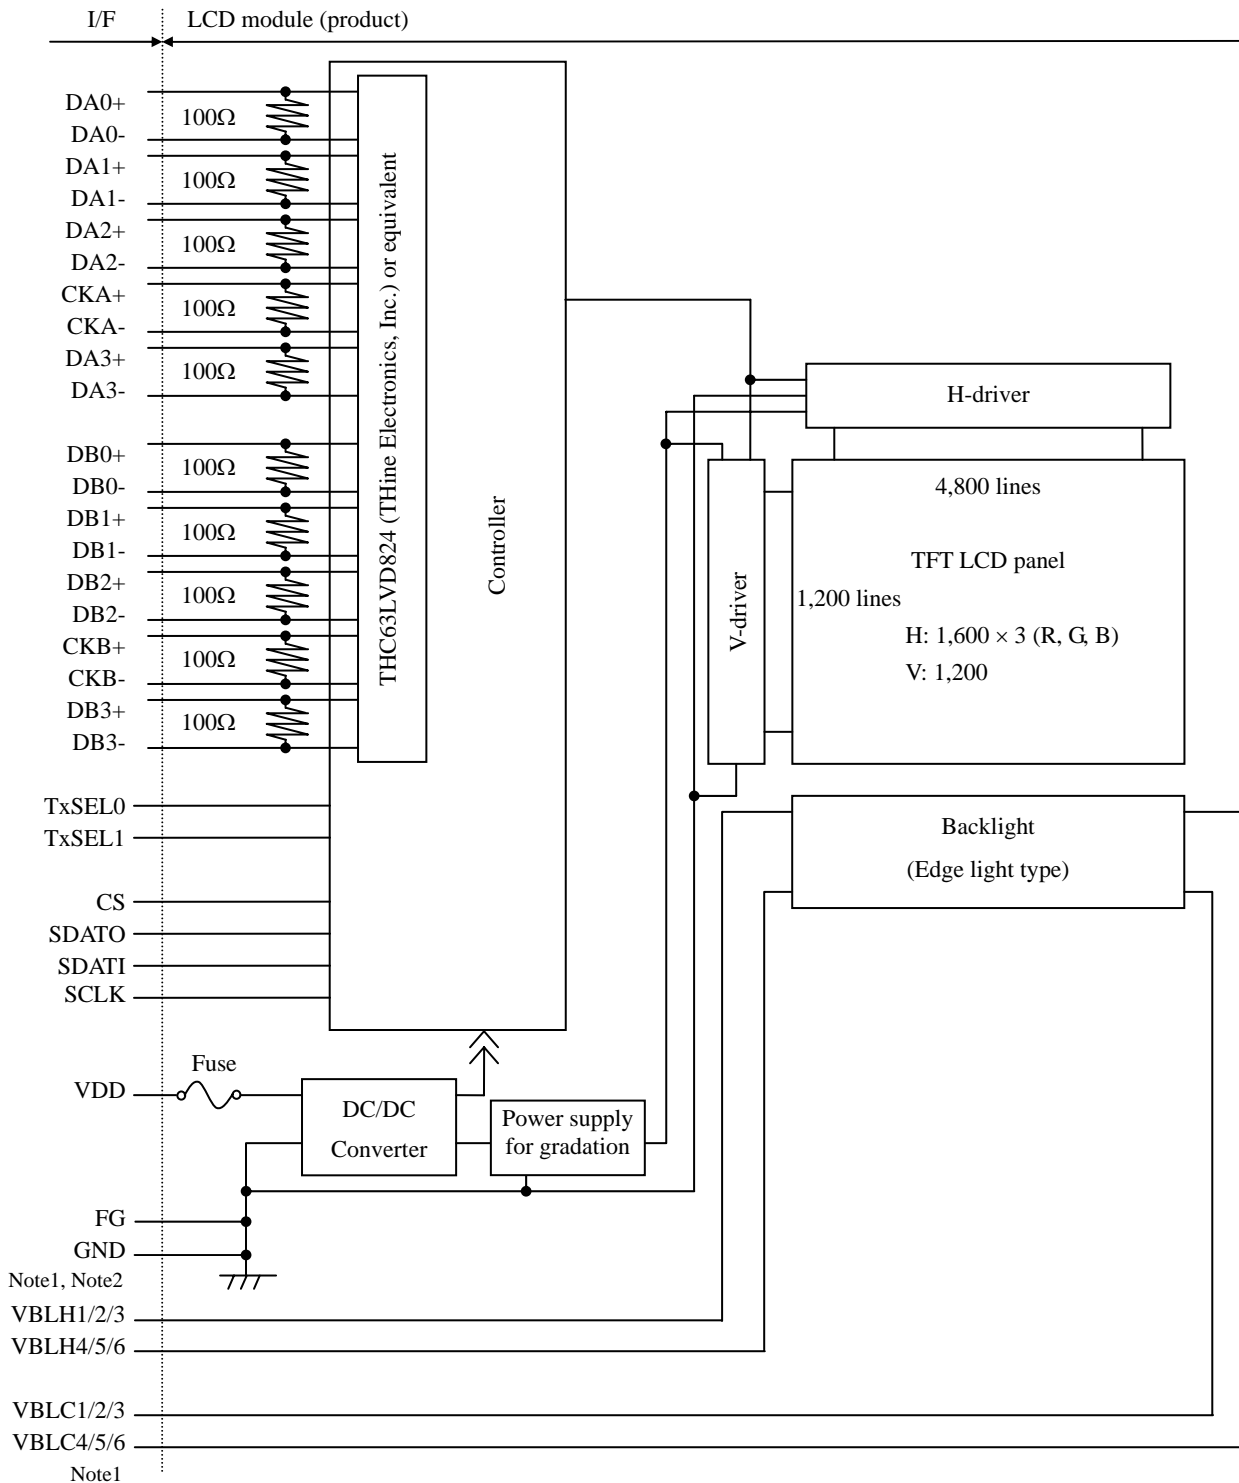 I/F
LCD module (product)
DA0+
100Ω
DA0-
DA1+
100Ω
DA1-
DA2+
100Ω
DA2-
CKA+
100Ω
CKA-
DA3+
100Ω
DA3-
DB0+
100Ω
DB0-
DB1+
100Ω
DB1-
DB2+
100Ω
DB2-
CKB+
100Ω
CKB-
DB3+
100Ω
DB3-
THC63LVD824 (THine Electronics, Inc.) or equivalent
Controller
H-driver
V-driver
4,800 lines
TFT LCD panel
1,200 lines
H: 1,600 × 3 (R, G, B)
V: 1,200
TxSEL0
TxSEL1
Backlight
(Edge light type)
CS
SDATO
SDATI
SCLK
Fuse
VDD
DC/DC
Converter
Power supply
for gradation
FG
GND
Note1, Note2
VBLH1/2/3
VBLH4/5/6
VBLC1/2/3
VBLC4/5/6
Note1